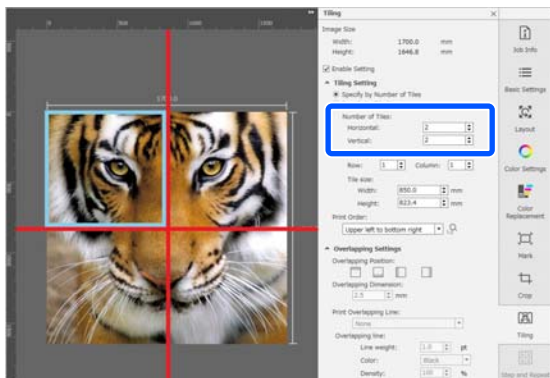 Tiling
Image Size
Width: 1700.0 mm
Height: 1646.8 mm
Enable Setting
Tiling Setting
Specify by Number of Tiles
Number of Tiles:
Horizontal: 2
Vertical: 2
Row: 1 Column: 1
Tile size:
Width: 850.0 mm
Height: 823.4 mm
Print Order:
Upper left to bottom right
Overlapping Settings
Overlapping Position:
Overlapping Dimension:
2.5 mm
Print Overlapping Line:
None
Overlapping line:
Line weight: 1.0 pt
Color: Black
Density: 100 %
Job Info
Basic Settings
Layout
Color Settings
Color
Replacement
Mark
Crop
Tiling
Step and Repeat